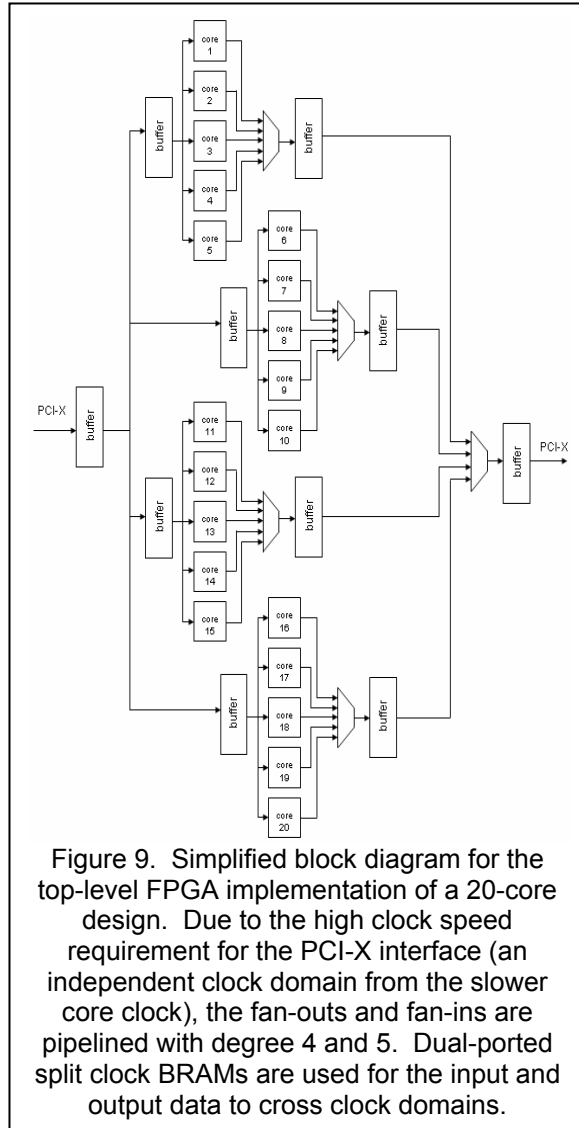 core
1
core
2
buffer
core
3
buffer
core
4
core
5
core
6
core
7
buffer
core
8
buffer
core
9
core
10
PCI-X
buffer
core
11
core
12
buffer
core
13
buffer
core
14
core
15
PCI-X
buffer
core
16
core
17
buffer
core
18
buffer
core
19
core
20
Figure 9. Simplified block diagram for the
top-level FPGA implementation of a 20-core
design. Due to the high clock speed
requirement for the PCI-X interface (an
independent clock domain from the slower
core clock), the fan-outs and fan-ins are
pipelined with degree 4 and 5. Dual-ported
split clock BRAMs are used for the input and
output data to cross clock domains.